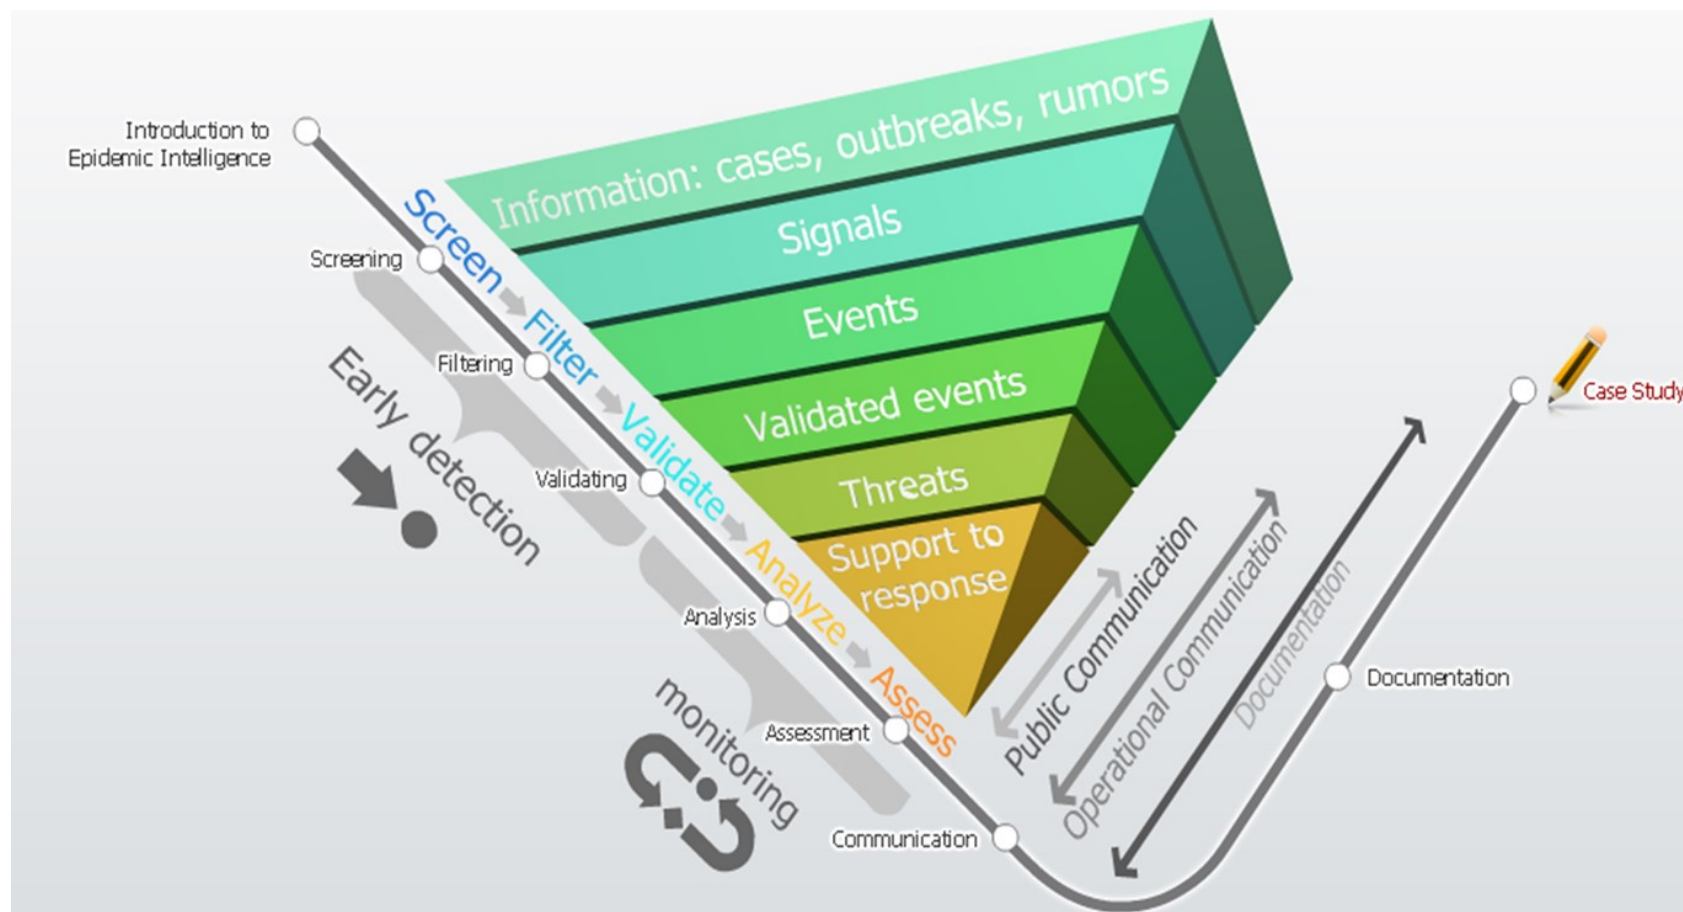 Introduction to
Epidemic Intelligence
Screening
Filtering
Validating
Analysis
Assessment
Communication
Documentation
Case Study
Early detection
monitoring
Screen
Filter
Validate
Analyze
Assess
Information: cases, outbreaks, rumors
Signals
Events
Validated events
Threats
Support to
response
Public Communication
Operational Communication
Documentation